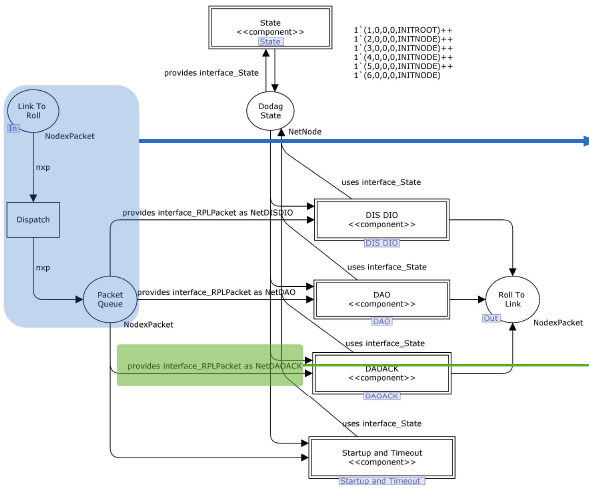 State
<<component>>
State
1`(1,0,0,0,INITROOT)++
1`(2,0,0,0,INITNODE)++
1`(3,0,0,0,INITNODE)++
1`(4,0,0,0,INITNODE)++
1`(5,0,0,0,INITNODE)++
1`(6,0,0,0,INITNODE)
provides interface_State
Link To
Roll
In
NodexPacket
Dodag
State
NetNode
nxp
uses interface_State
Dispatch
provides interface_RPLPacket as NetDISDIO
DIS DIO
<<component>>
DIS DIO
nxp
uses interface_State
Packet
Queue
provides interface_RPLPacket as NetDAO
DAO
<<component>>
DAO
Roll To
Link
Out
NodexPacket
NodexPacket
uses interface_State
provides interface_RPLPacket as NetDAOACK
DAOACK
<<component>>
DAOACK
uses interface_State
Startup and Timeout
<<component>>
Startup and Timeout